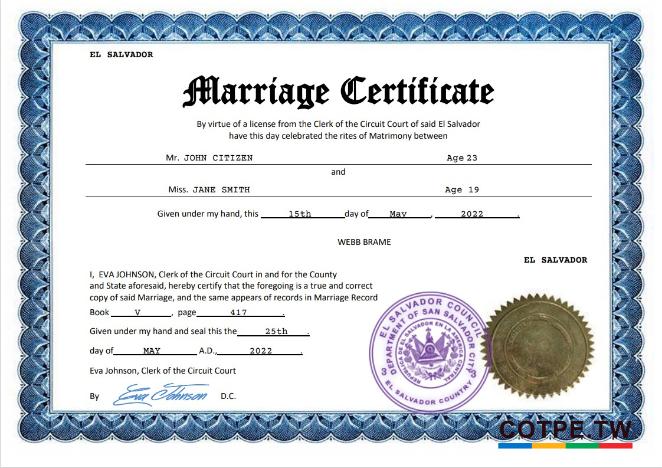 EL SALVADOR
Marriage Certificate
By virtue of a license from the Clerk of the Circuit Court of said El Salvador
have this day celebrated the rites of Matrimony between
Mr. JOHN CITIZEN Age 23
and
Miss. JANE SMITH Age 19
Given under my hand, this 15th day of May , 2022 .
WEBB BRAME
EL SALVADOR
I, EVA JOHNSON, Clerk of the Circuit Court in and for the County
and State aforesaid, hereby certify that the foregoing is a true and correct
copy of said Marriage, and the same appears of records in Marriage Record
Book V , page 417 .
Given under my hand and seal this the 25th .
day of MAY A.D., 2022 .
Eva Johnson, Clerk of the Circuit Court
By Eva Johnson D.C.
EL SALVADOR COUNCIL
DEPARTMENT OF SAN SALVADOR CITY
EL SALVADOR COUNTRY
REPUBLICA DE EL SALVADOR EN LA AMERICA CENTRAL
COTPE.TW